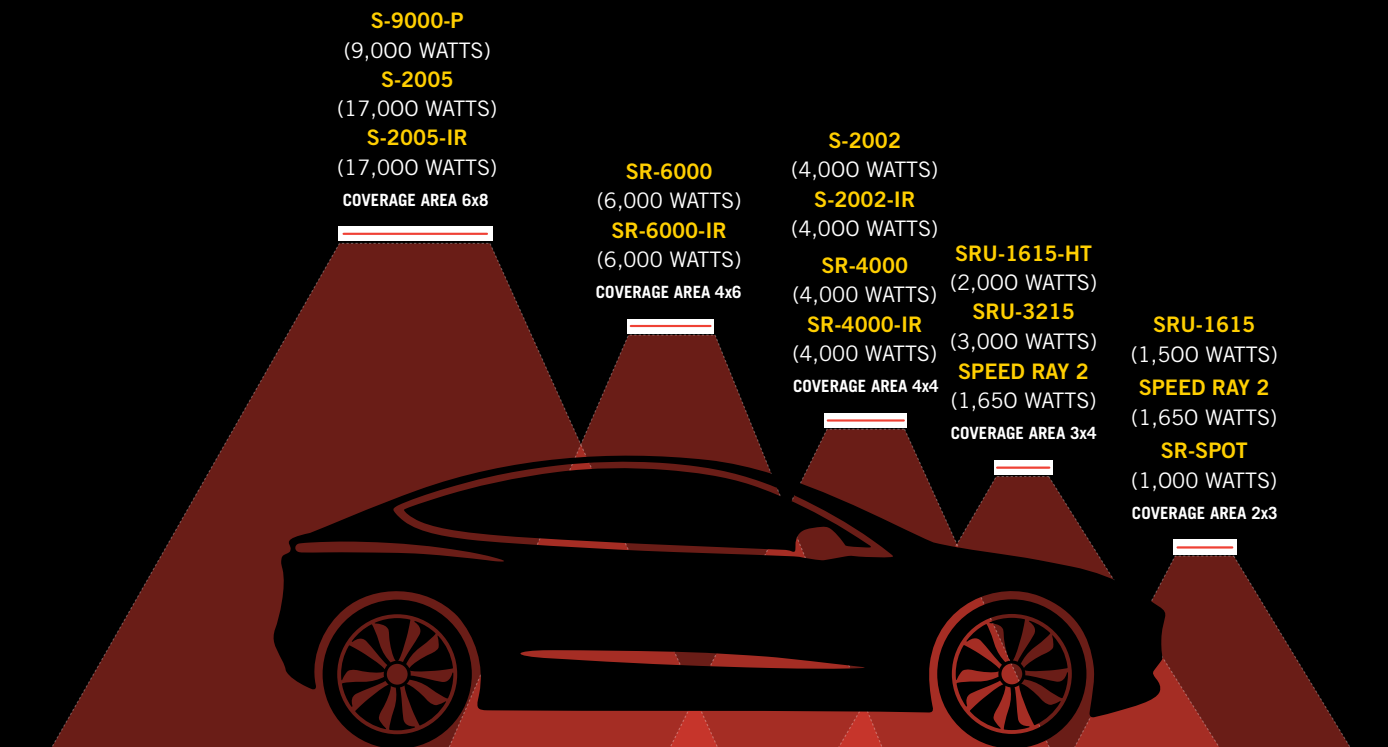 S-9000-P
(9,000 WATTS)
S-2005
(17,000 WATTS)
S-2005-IR
(17,000 WATTS)
COVERAGE AREA 6x8
SR-6000
(6,000 WATTS)
SR-6000-IR
(6,000 WATTS)
COVERAGE AREA 4x6
S-2002
(4,000 WATTS)
S-2002-IR
(4,000 WATTS)
SR-4000
(4,000 WATTS)
SR-4000-IR
(4,000 WATTS)
COVERAGE AREA 4x4
SRU-1615-HT
(2,000 WATTS)
SRU-3215
(3,000 WATTS)
SPEED RAY 2
(1,650 WATTS)
COVERAGE AREA 3x4
SRU-1615
(1,500 WATTS)
SPEED RAY 2
(1,650 WATTS)
SR-SPOT
(1,000 WATTS)
COVERAGE AREA 2x3